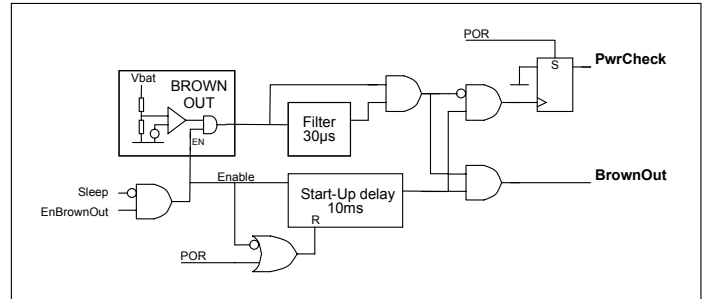 POR
S
PwrCheck
Vbat
BROWN
OUT
EN
Filter
30µs
Sleep
EnBrownOut
Enable
Start-Up delay
10ms
R
BrownOut
POR